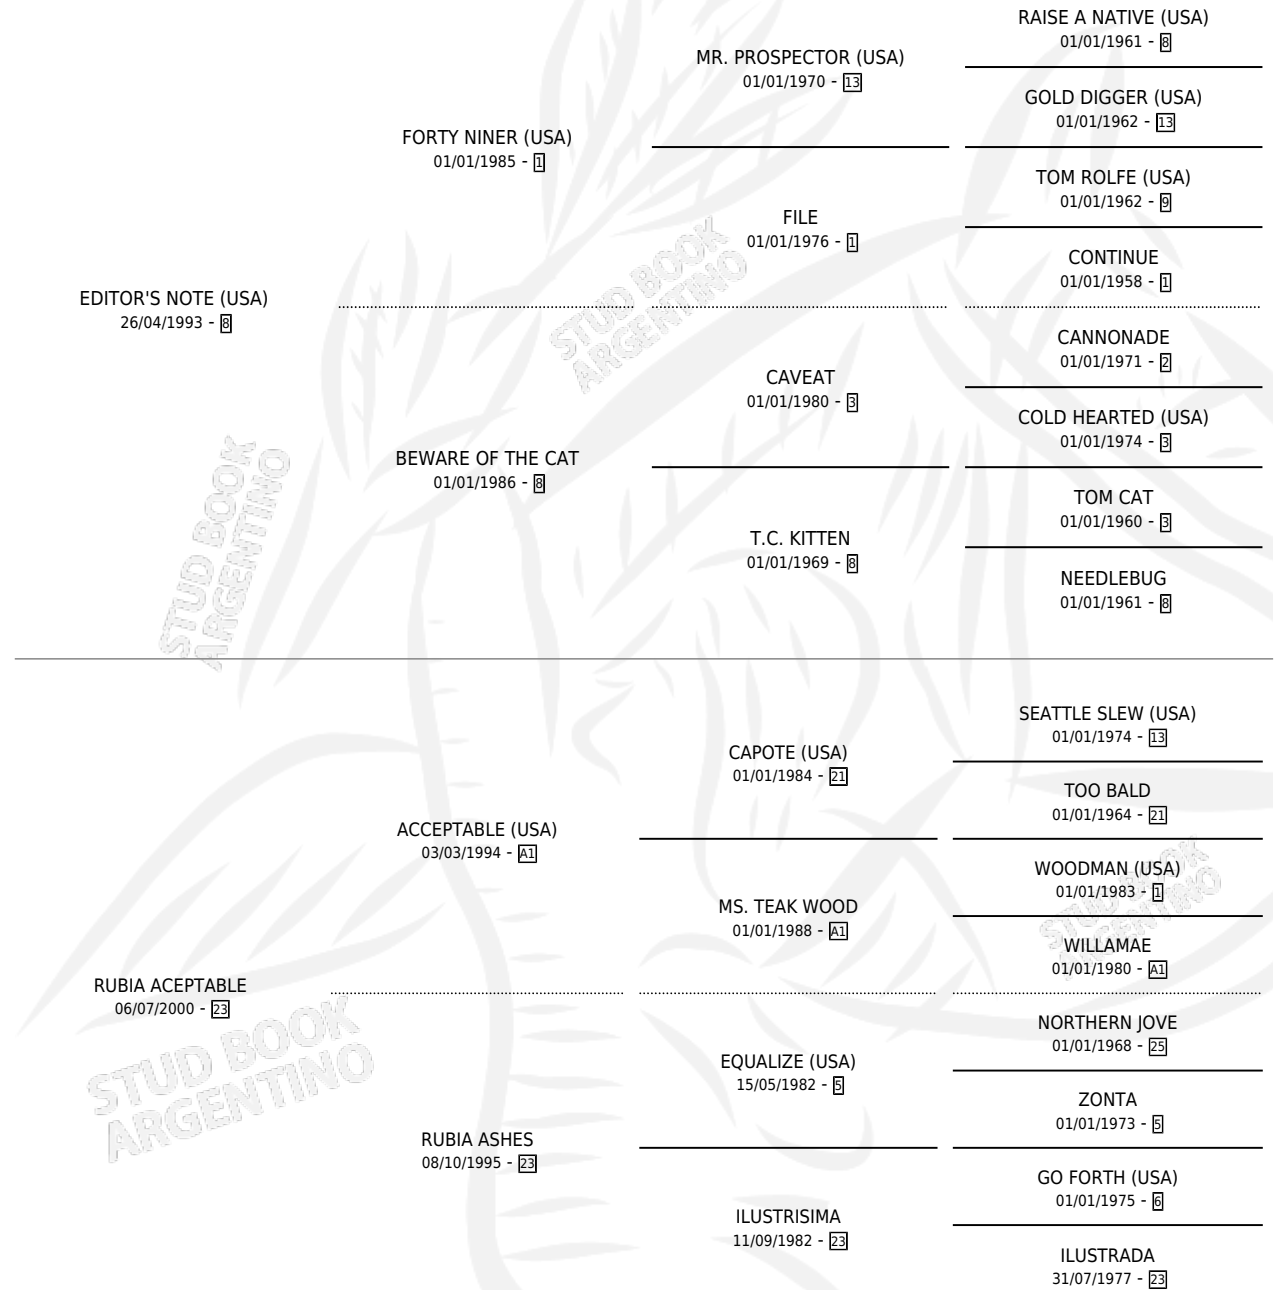 RAISE A NATIVE (USA)
01/01/1961 - 8
MR. PROSPECTOR (USA)
01/01/1970 - 13
GOLD DIGGER (USA)
01/01/1962 - 13
FORTY NINER (USA)
01/01/1985 - 1
TOM ROLFE (USA)
01/01/1962 - 9
FILE
01/01/1976 - 1
CONTINUE
01/01/1958 - 1
EDITOR'S NOTE (USA)
26/04/1993 - 8
STUD BOOK
ARGENTINO
CANNONADE
01/01/1971 - 2
CAVEAT
01/01/1980 - 3
COLD HEARTED (USA)
01/01/1974 - 3
BEWARE OF THE CAT
01/01/1986 - 8
TOM CAT
01/01/1960 - 3
T.C. KITTEN
01/01/1969 - 8
NEEDLEBUG
01/01/1961 - 8
STUD BOOK
ARGENTINO
SEATTLE SLEW (USA)
01/01/1974 - 13
CAPOTE (USA)
01/01/1984 - 21
TOO BALD
01/01/1964 - 21
ACCEPTABLE (USA)
03/03/1994 - A1
WOODMAN (USA)
01/01/1983 - 1
MS. TEAK WOOD
01/01/1988 - A1
STUD BOOK
ARGENTINO
WILLAMAE
01/01/1980 - A1
RUBIA ACEPTABLE
06/07/2000 - 23
NORTHERN JOVE
01/01/1968 - 25
EQUALIZE (USA)
15/05/1982 - 5
STUD BOOK
ARGENTINO
ZONTA
01/01/1973 - 5
RUBIA ASHES
08/10/1995 - 23
GO FORTH (USA)
01/01/1975 - 6
ILUSTRISIMA
11/09/1982 - 23
ILUSTRADA
31/07/1977 - 23